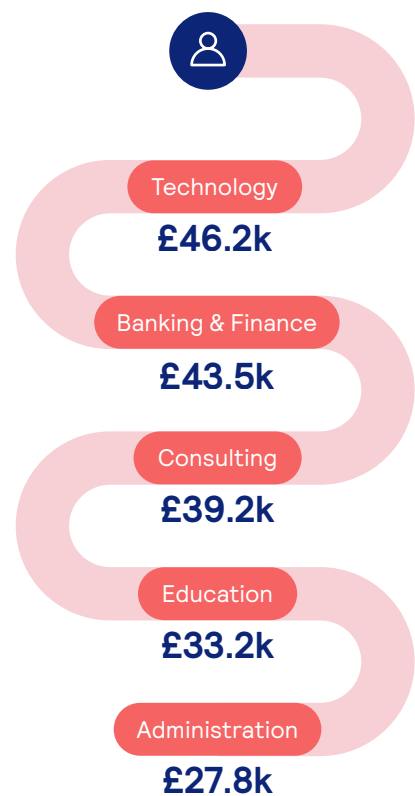 Technology
£46.2k
Banking & Finance
£43.5k
Consulting
£39.2k
Education
£33.2k
Administration
£27.8k